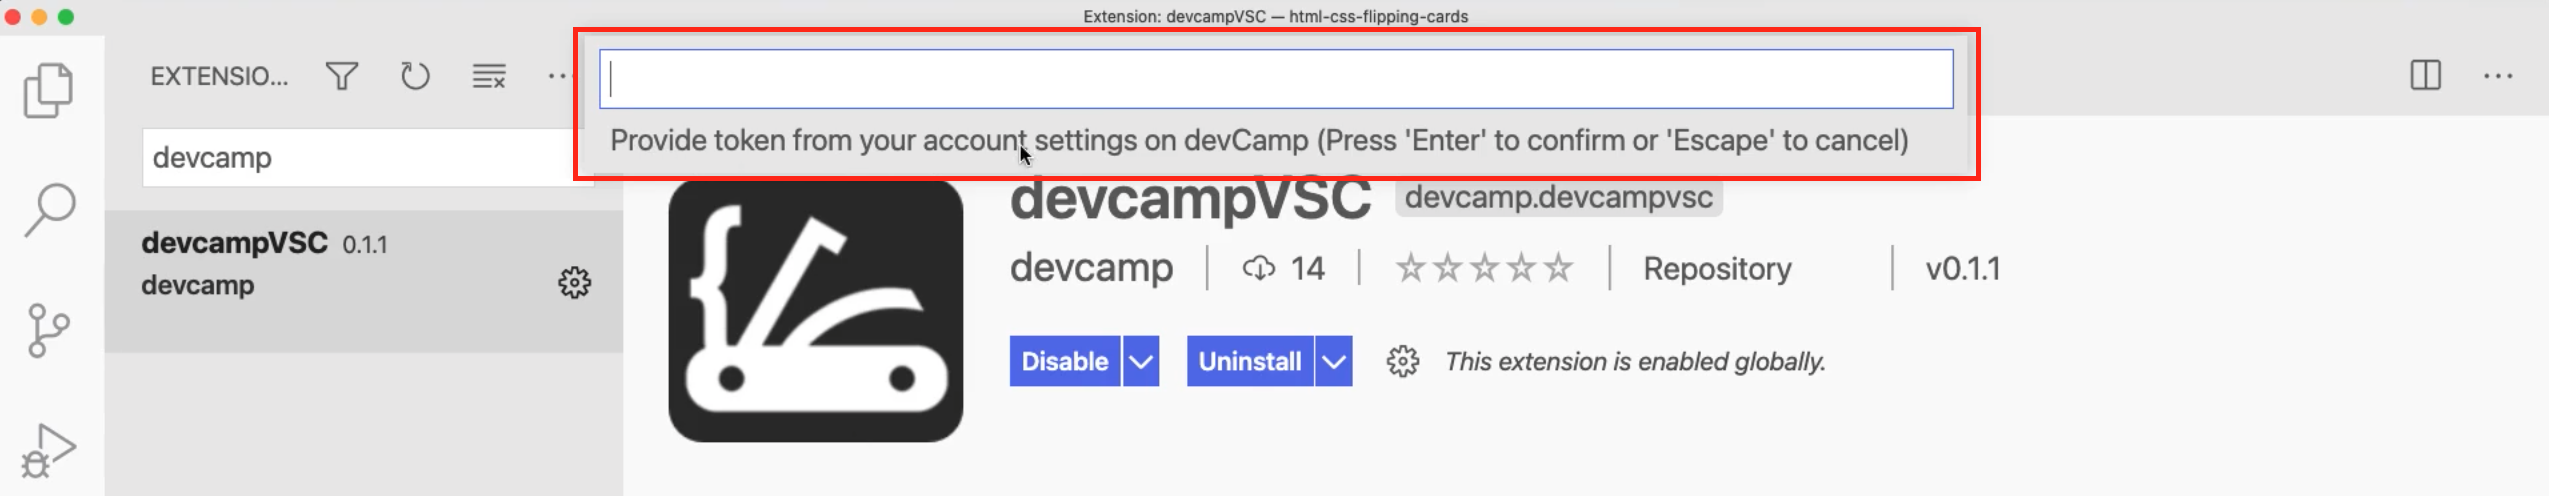 Extension: devcampVSC — html-css-flipping-cards
EXTENSIO...
Provide token from your account settings on devCamp (Press 'Enter' to confirm or 'Escape' to cancel)
devcamp
devcampVSC 0.1.1
devcamp
devcampVSC devcamp.devcampvsc
devcamp 14 Repository v0.1.1
Disable Uninstall This extension is enabled globally.